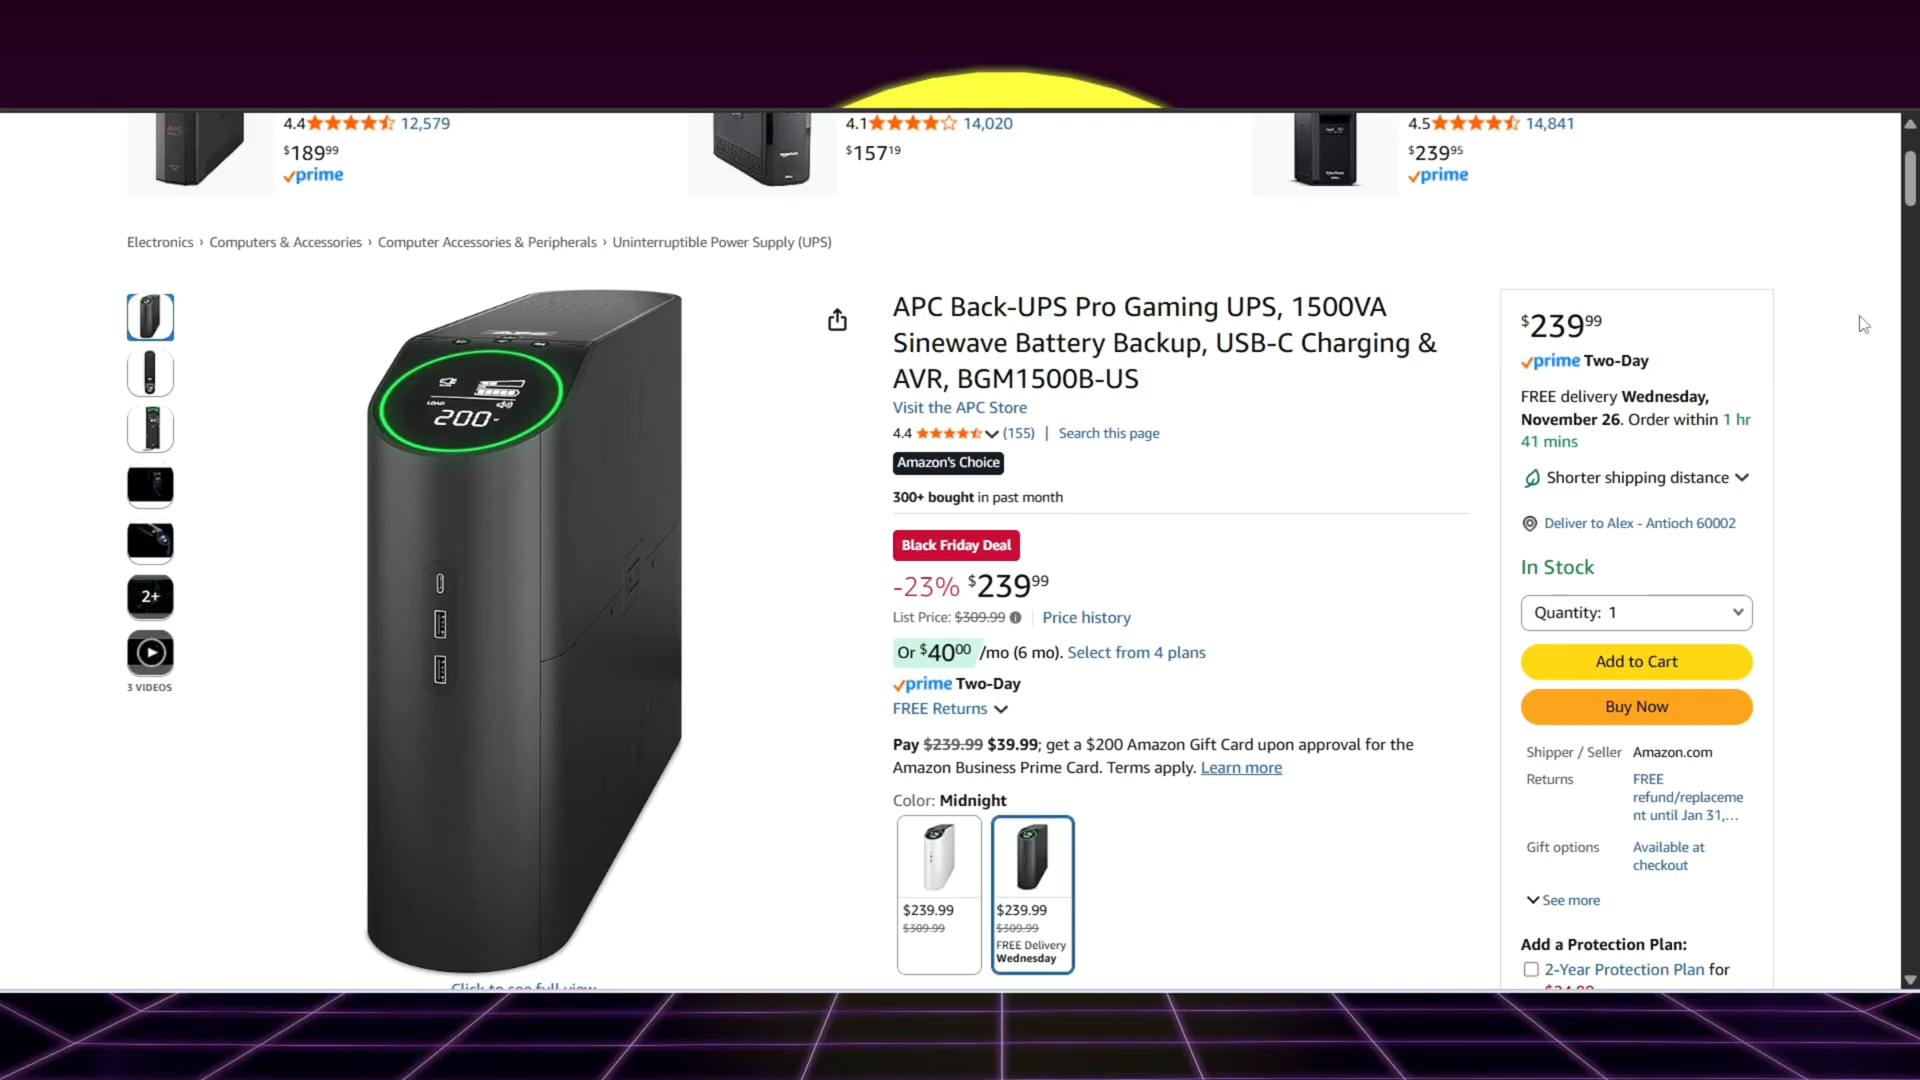 4.4 12,579
$189 99
prime
4.1 14,020
$157 19
4.5 14,841
$239 95
prime
Electronics › Computers & Accessories › Computer Accessories & Peripherals › Uninterruptible Power Supply (UPS)
LOAD
200 w
2+
3 VIDEOS
Click to see full view
APC Back-UPS Pro Gaming UPS, 1500VA
Sinewave Battery Backup, USB-C Charging &
AVR, BGM1500B-US
Visit the APC Store
4.4 (155) | Search this page
Amazon's Choice
300+ bought in past month
Black Friday Deal
-23% $239 99
List Price: $309.99 Price history
Or $40 00 /mo (6 mo). Select from 4 plans
prime Two-Day
FREE Returns
Pay $239.99 $39.99; get a $200 Amazon Gift Card upon approval for the
Amazon Business Prime Card. Terms apply. Learn more
Color: Midnight
$239.99
$309.99
$239.99
$309.99
FREE Delivery
Wednesday
$239 99
prime Two-Day
FREE delivery Wednesday,
November 26. Order within 1 hr
41 mins
Shorter shipping distance
Deliver to Alex - Antioch 60002
In Stock
Quantity: 1
Add to Cart
Buy Now
Shipper / Seller Amazon.com
Returns FREE
refund/replaceme
nt until Jan 31,...
Gift options Available at
checkout
See more
Add a Protection Plan:
2-Year Protection Plan for